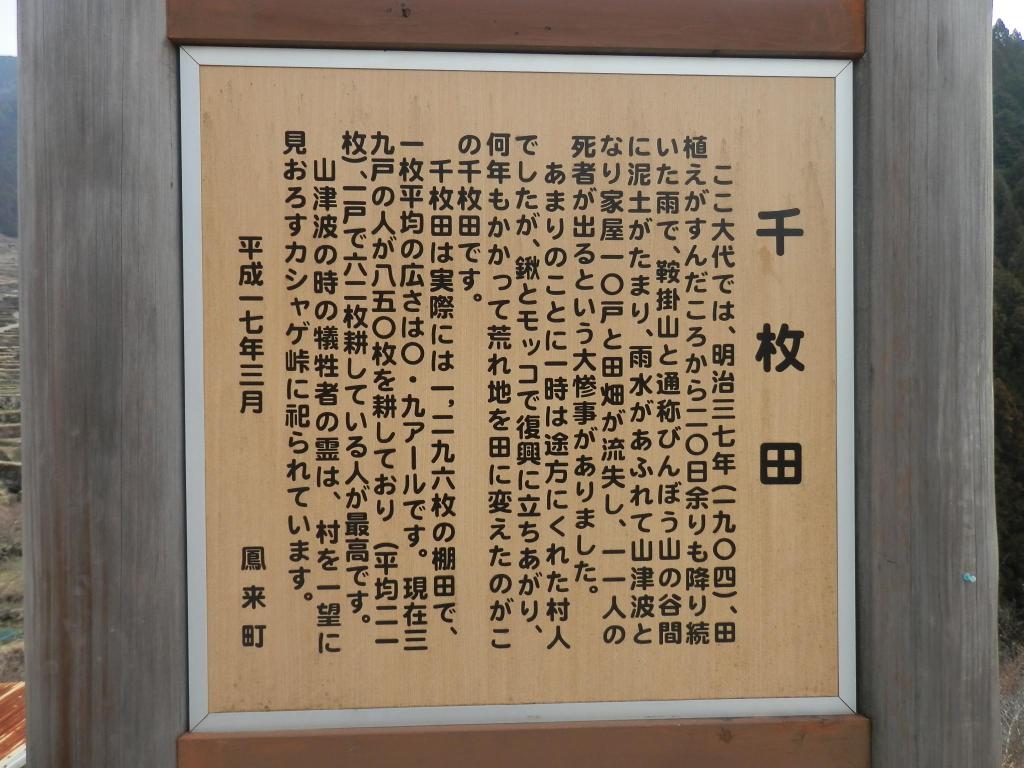 千枚田
ここ大代では、明治三七年（一九〇四）、田
植えがすんだころから二〇日余りも降り続
いた雨で、鞍掛山と通称びんぼう山の谷間
に泥土がたまり、雨水があふれて山津波と
なり家屋一〇戸と田畑が流失し、一一人の
死者が出るという大惨事がありました。
あまりのことに一時は途方にくれた村人
でしたが、鍬とモッコで復興に立ちあがり、
何年もかかって荒れ地を田に変えたのがこ
の千枚田です。
千枚田は実際には一，二九六枚の棚田で、
一枚平均の広さは〇・九アールです。現在三
九戸の人が八五〇枚を耕しており（平均二一
枚）、一戸で六二枚耕している人が最高です。
山津波の時の犠牲者の霊は、村を一望に
見おろすカシャゲ峠に祀られています。
平成一七年三月　鳳来町